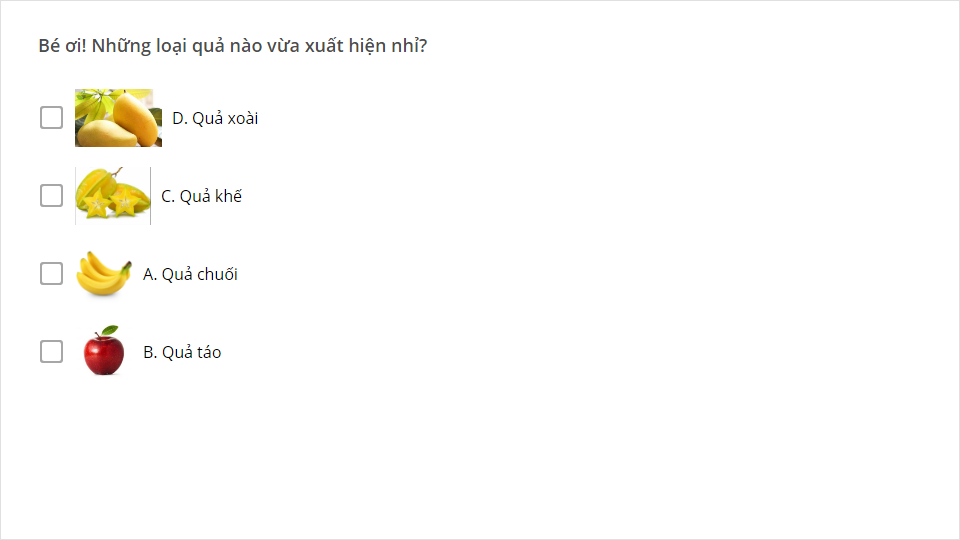 Bé ơi! Những loại quả nào vừa xuất hiện nhỉ?
D. Quả xoài
C. Quả khế
A. Quả chuối
B. Quả táo